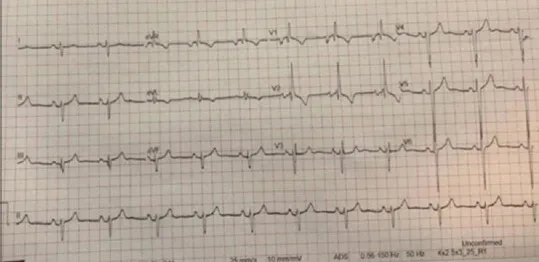 I aVR V1 V4
II aVL V2 V5
III aVF V3 V6
II
Unconfirmed
25 mm/s 10 mm/mV ADS 0.56-150 Hz 50 Hz 4x2.5x3_25_R1